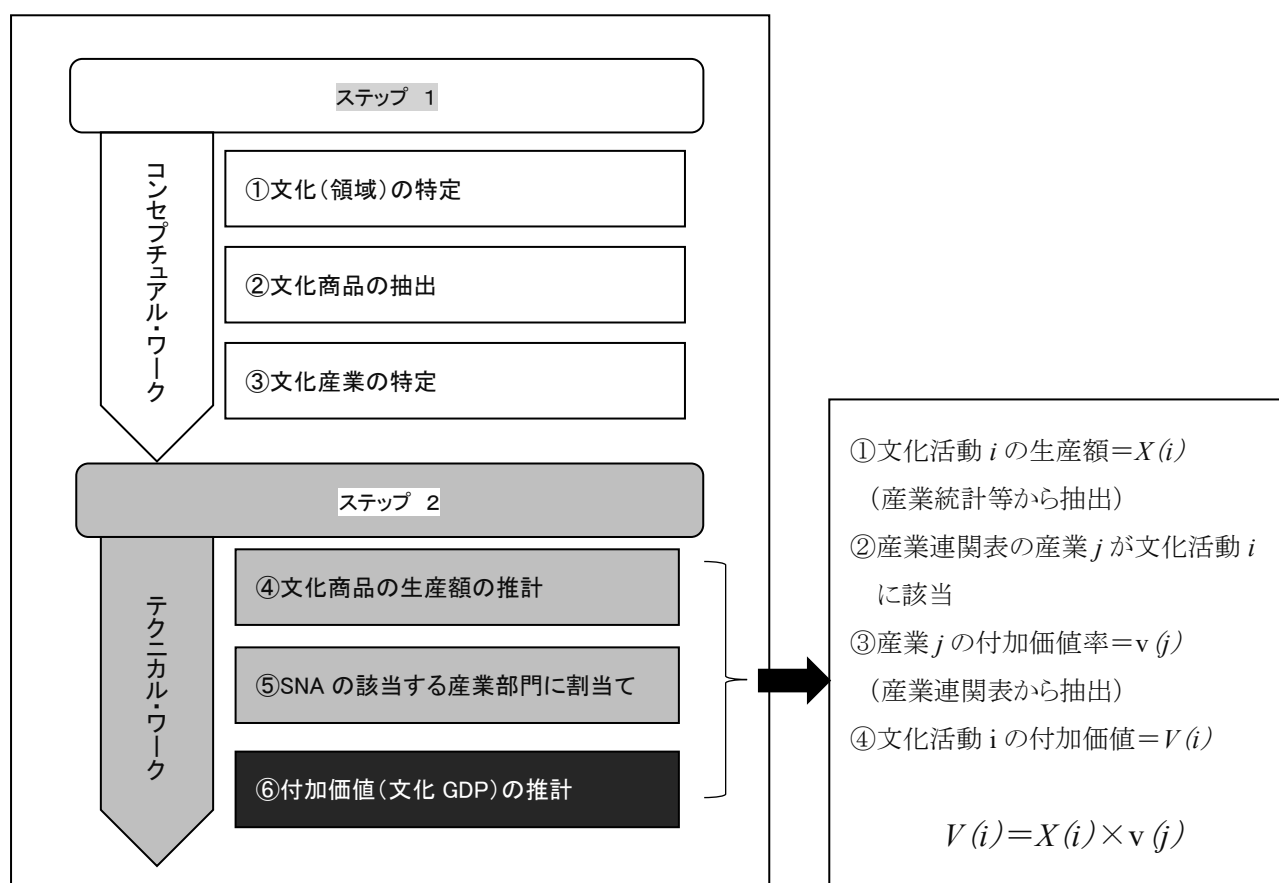 ステップ 1
コンセプチュアル・ワーク
①文化(領域)の特定
②文化商品の抽出
③文化産業の特定
ステップ 2
テクニカル・ワーク
④文化商品の生産額の推計
⑤SNA の該当する産業部門に割当て
⑥付加価値(文化 GDP)の推計
①文化活動 i の生産額=X(i)
(産業統計等から抽出)
②産業連関表の産業 j が文化活動 i
に該当
③産業 j の付加価値率=v(j)
(産業連関表から抽出)
④文化活動 i の付加価値=V(i)
V(i)=X(i)×v(j)